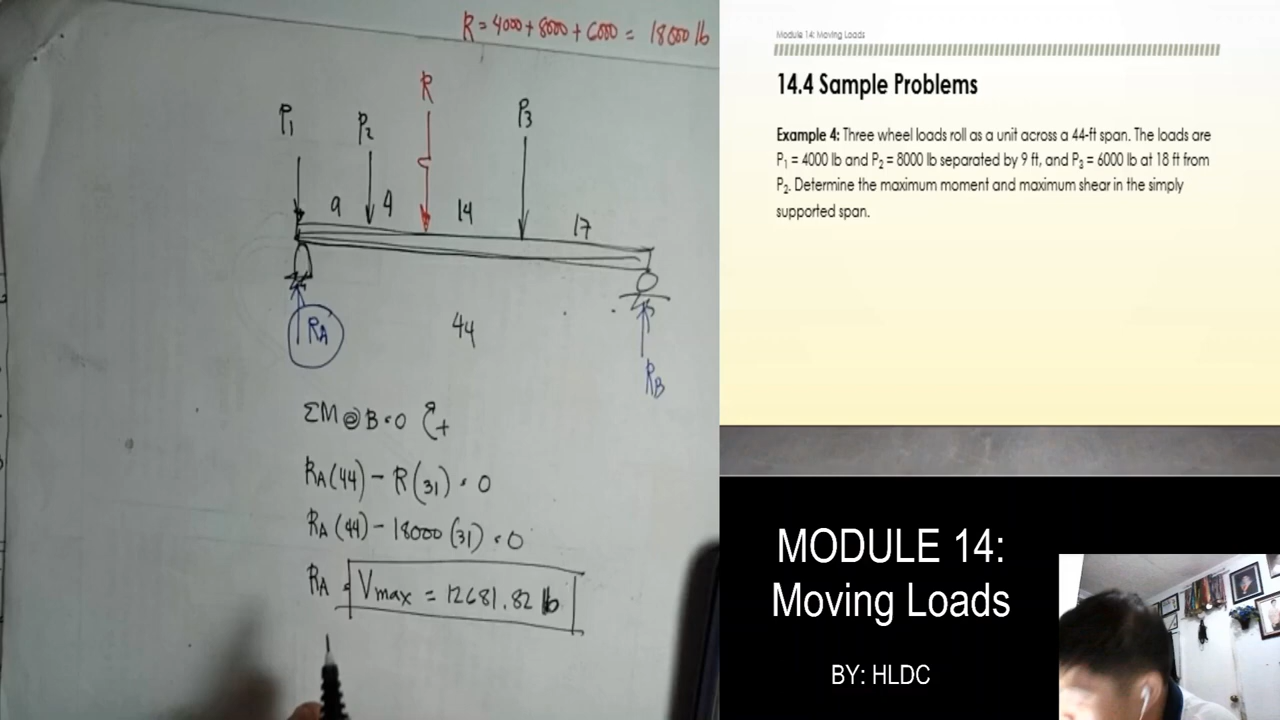 R = 4000 + 8000 + 6000 = 18000 lb
R
P1
P2
P3
9
4
14
17
RA
44
RB
ΣM@B=0 +
RA(44) - R(31) = 0
RA(44) - 18000(31) = 0
RA = Vmax = 12681.82 lb
Module 14: Moving Loads
14.4 Sample Problems
Example 4: Three wheel loads roll as a unit across a 44-ft span. The loads are
P1 = 4000 lb and P2 = 8000 lb separated by 9 ft, and P3 = 6000 lb at 18 ft from
P2. Determine the maximum moment and maximum shear in the simply
supported span.
MODULE 14:
Moving Loads
BY: HLDC